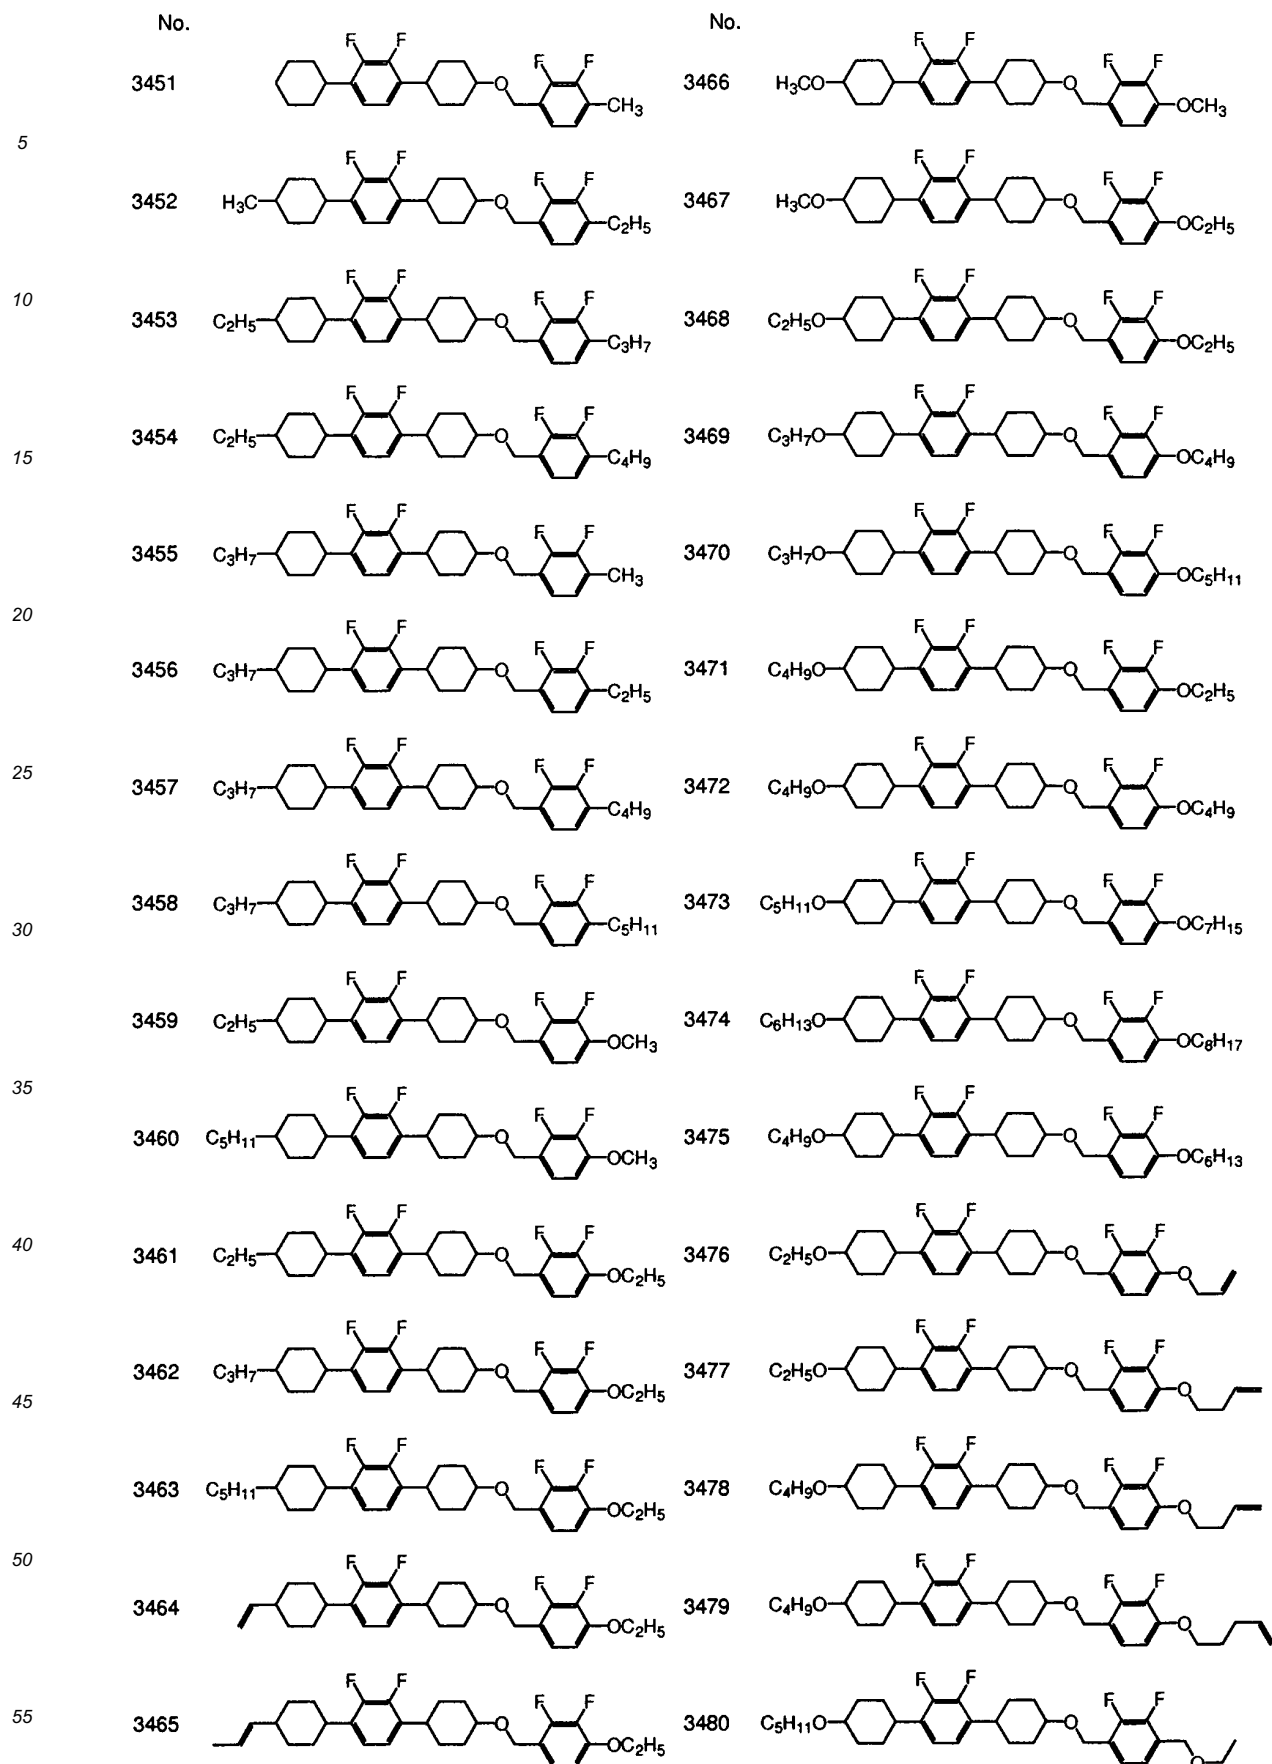 No.
3451 F F O F F CH3
5
3452 H3C F F O F F C2H5
10
3453 C2H5 F F O F F C3H7
3454 C2H5 F F O F F C4H9
15
3455 C3H7 F F O F F CH3
20
3456 C3H7 F F O F F C2H5
25
3457 C3H7 F F O F F C4H9
3458 C3H7 F F O F F C5H11
30
3459 C2H5 F F O F F OCH3
35
3460 C5H11 F F O F F OCH3
40
3461 C2H5 F F O F F OC2H5
3462 C3H7 F F O F F OC2H5
45
3463 C5H11 F F O F F OC2H5
50
3464 F F O F F OC2H5
55
3465 F F O F F OC2H5
No.
3466 H3CO F F O F F OCH3
3467 H3CO F F O F F OC2H5
3468 C2H5O F F O F F OC2H5
3469 C3H7O F F O F F OC4H9
3470 C3H7O F F O F F OC5H11
3471 C4H9O F F O F F OC2H5
3472 C4H9O F F O F F OC4H9
3473 C5H11O F F O F F OC7H15
3474 C6H13O F F O F F OC8H17
3475 C4H9O F F O F F OC6H13
3476 C2H5O F F O F F O
3477 C2H5O F F O F F O
3478 C4H9O F F O F F O
3479 C4H9O F F O F F O
3480 C5H11O F F O F F O